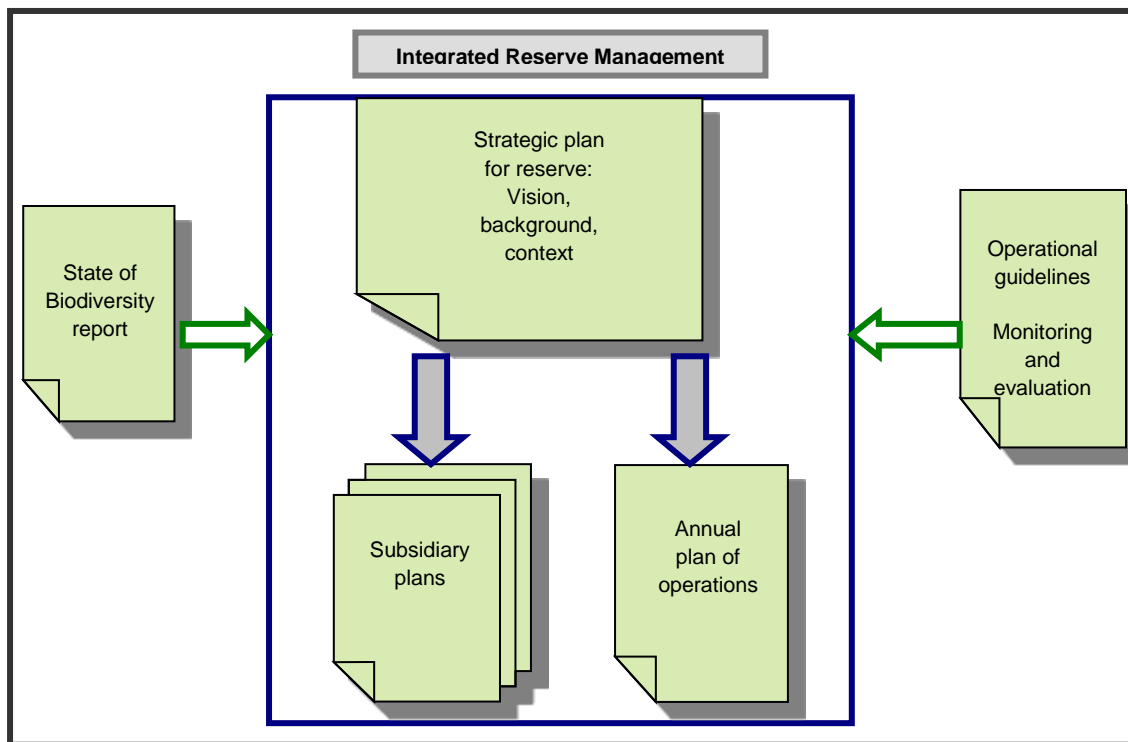 Integrated Reserve Management
Strategic plan
for reserve:
Vision,
background,
context
State of
Biodiversity
report
Operational
guidelines
Monitoring
and
evaluation
Subsidiary
plans
Annual
plan of
operations